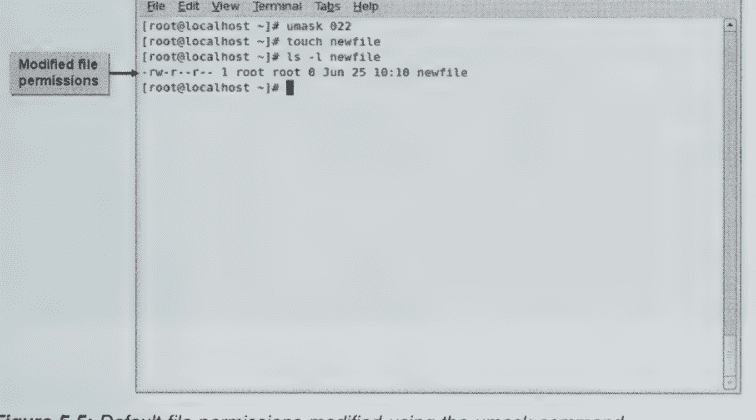 File Edit View Terminal Tabs Help
[root@localhost ~]# umask 022
[root@localhost ~]# touch newfile
[root@localhost ~]# ls -l newfile
Modified file
permissions
-rw-r--r-- 1 root root 0 Jun 25 10:10 newfile
[root@localhost ~]#
Figure 5-5: Default file permissions modified using the umask command.